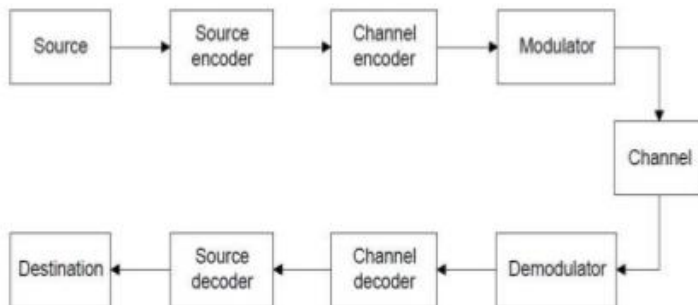 Source
Source
encoder
Channel
encoder
Modulator
Channel
Destination
Source
decoder
Channel
decoder
Demodulator